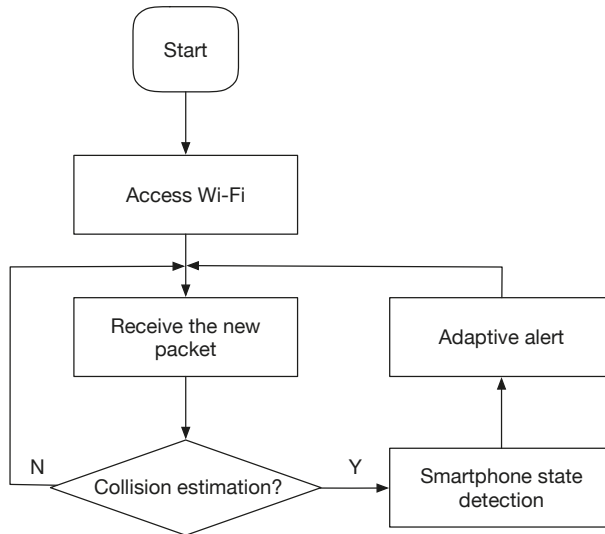 Start
Access Wi-Fi
Receive the new
packet
Adaptive alert
N
Collision estimation?
Y
Smartphone state
detection